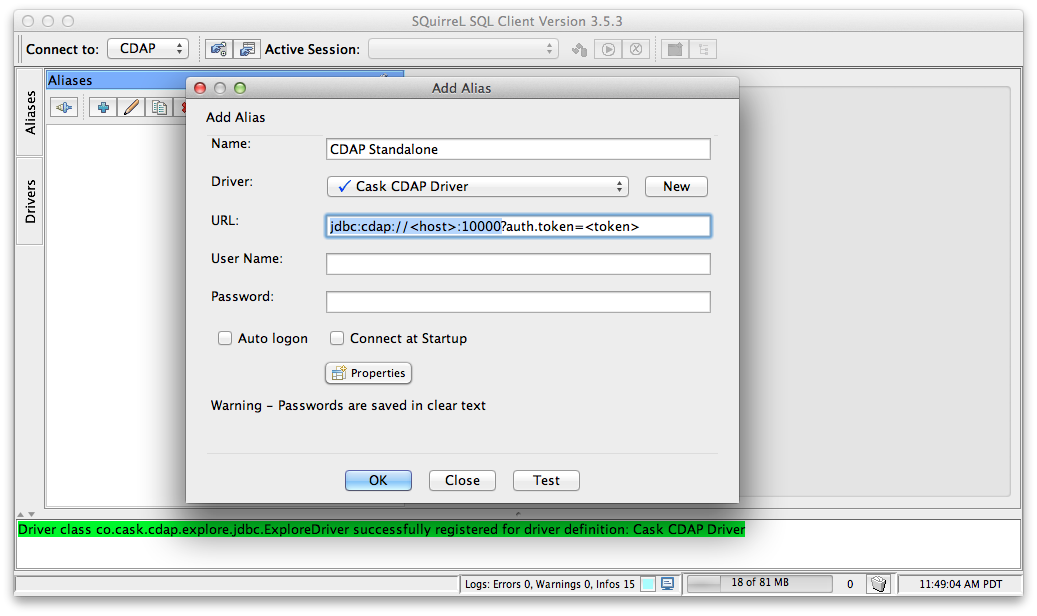 SQuirreL SQL Client Version 3.5.3
Connect to: CDAP Active Session:
Aliases
Aliases
Drivers
Add Alias
Add Alias
Name: CDAP Standalone
Driver: Cask CDAP Driver New
URL: jdbc:cdap://<host>:10000?auth.token=<token>
User Name:
Password:
Auto logon Connect at Startup
Properties
Warning - Passwords are saved in clear text
OK Close Test
Driver class co.cask.cdap.explore.jdbc.ExploreDriver successfully registered for driver definition: Cask CDAP Driver
Logs: Errors 0, Warnings 0, Infos 15 18 of 81 MB 0 11:49:04 AM PDT